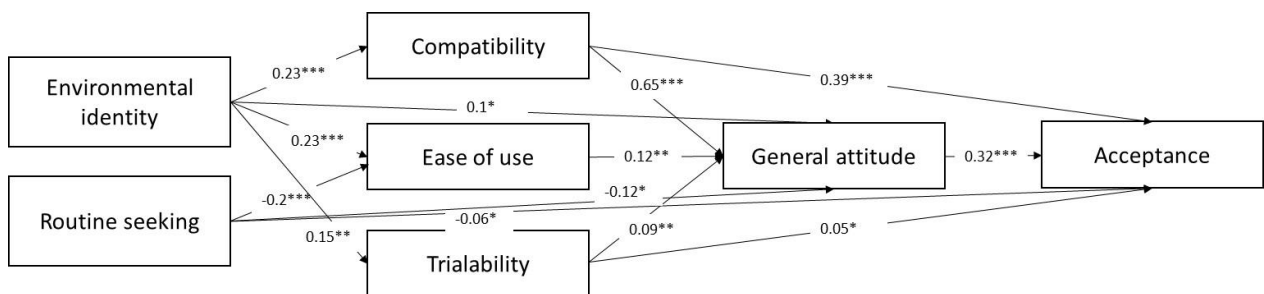 Compatibility
Environmental
identity
0.23***
0.65***
0.39***
0.1*
0.23***
Ease of use
0.12**
General attitude
0.32***
Acceptance
-0.2***
-0.12*
Routine seeking
-0.06*
0.15**
0.09**
0.05*
Trialability